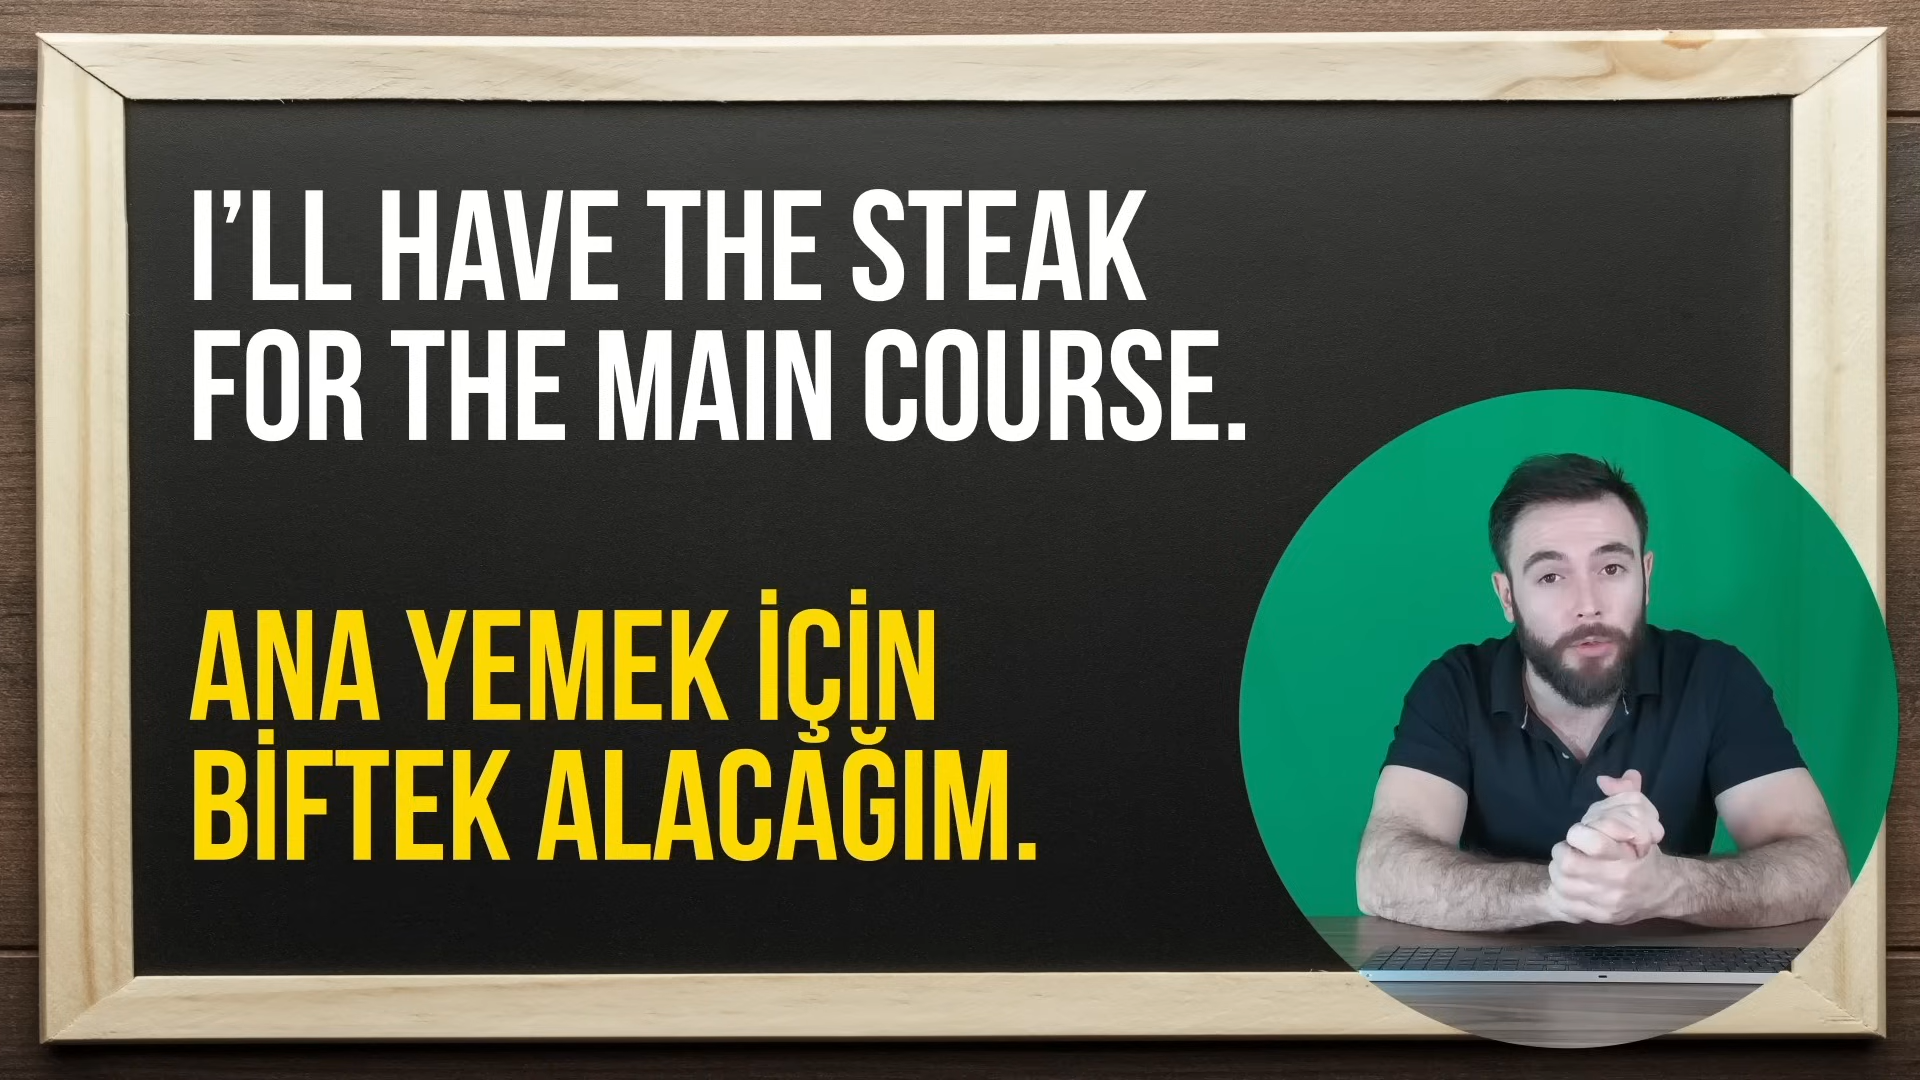 I’LL HAVE THE STEAK
FOR THE MAIN COURSE.
ANA YEMEK İÇİN
BİFTEK ALACAĞIM.